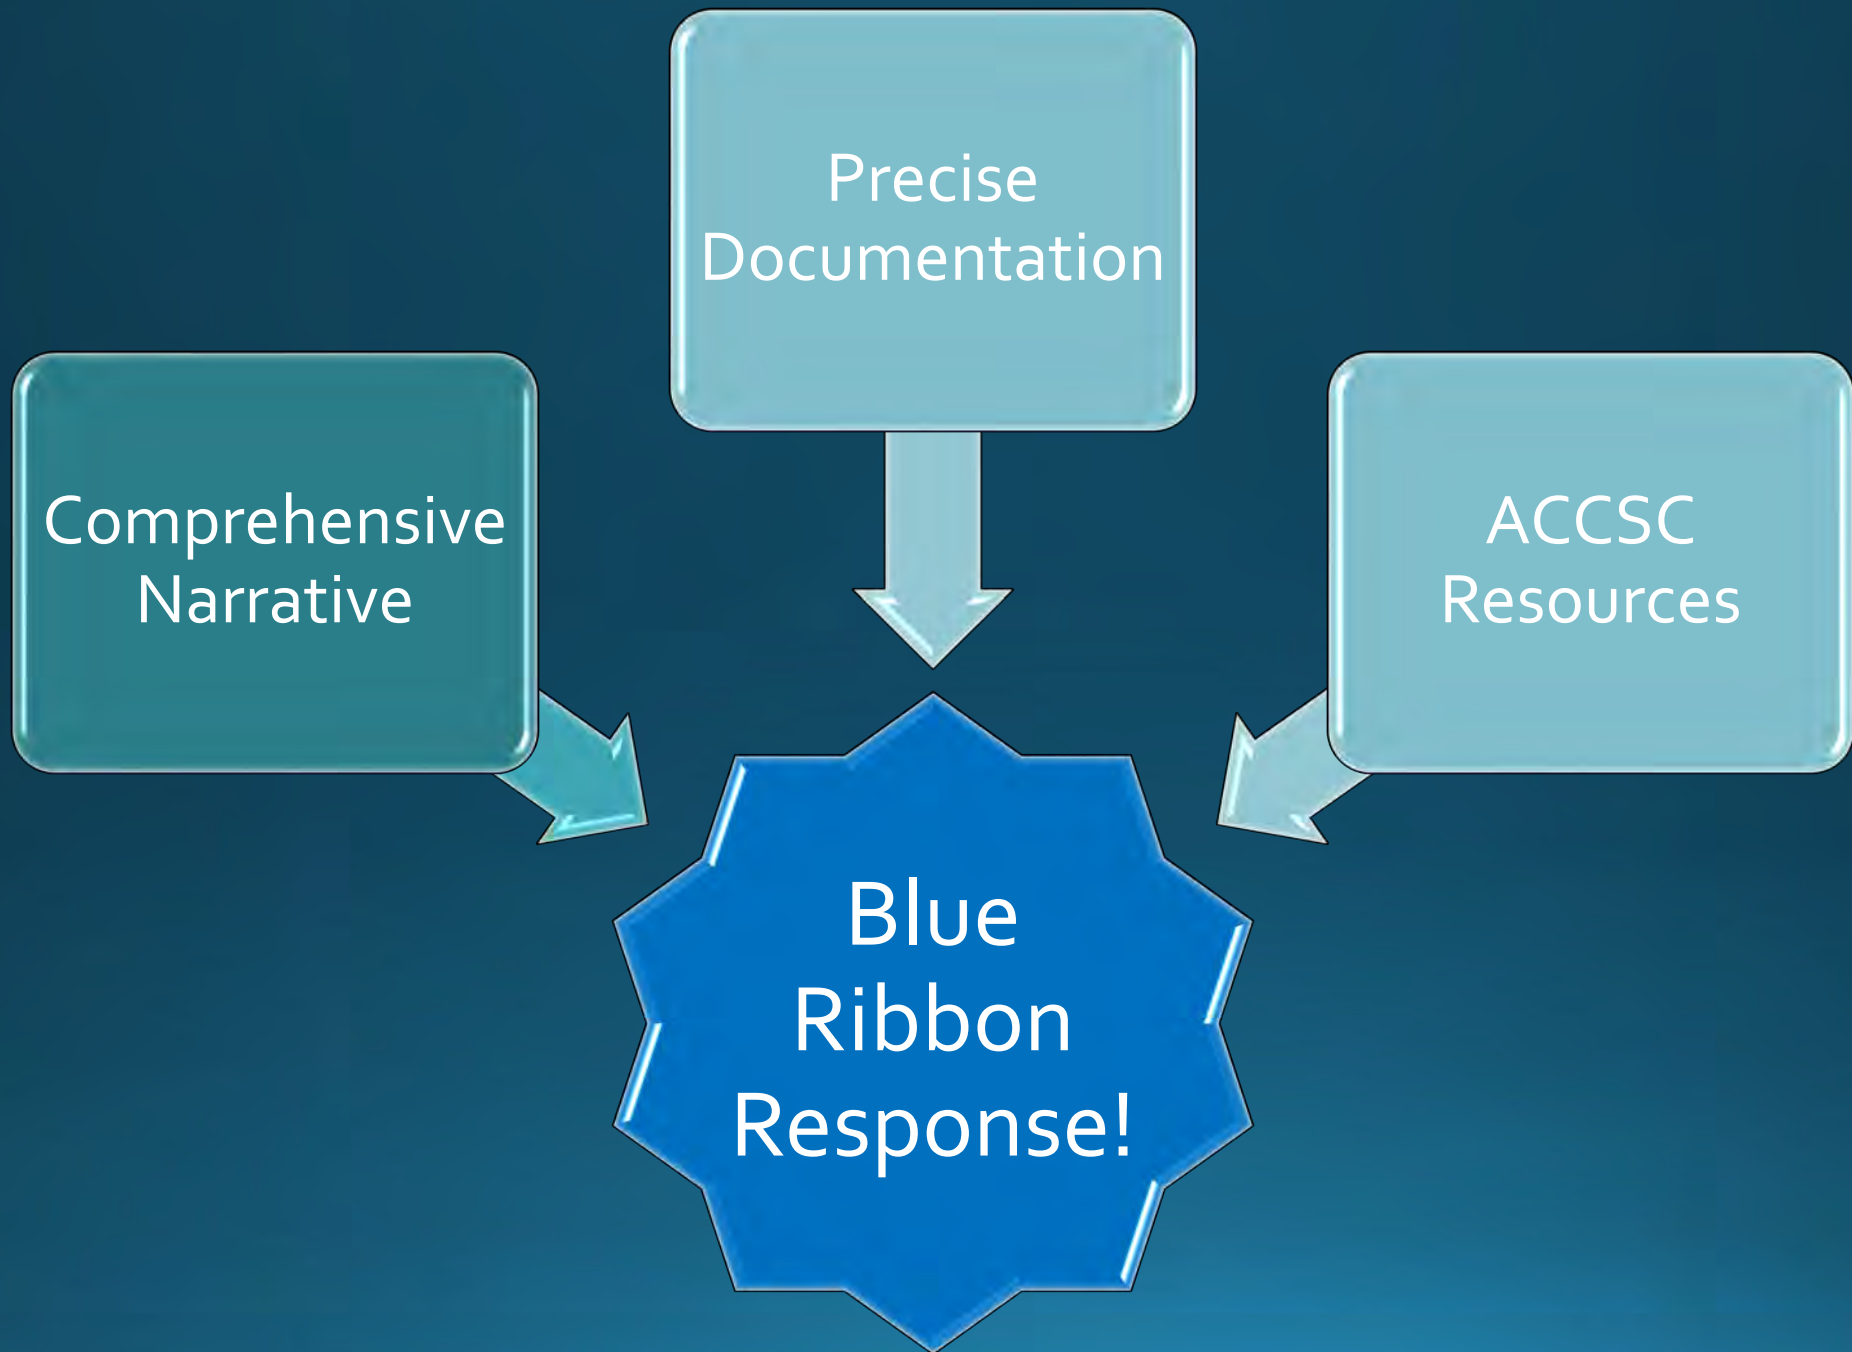 Precise
Documentation
Comprehensive
Narrative
ACCSC
Resources
Blue
Ribbon
Response!